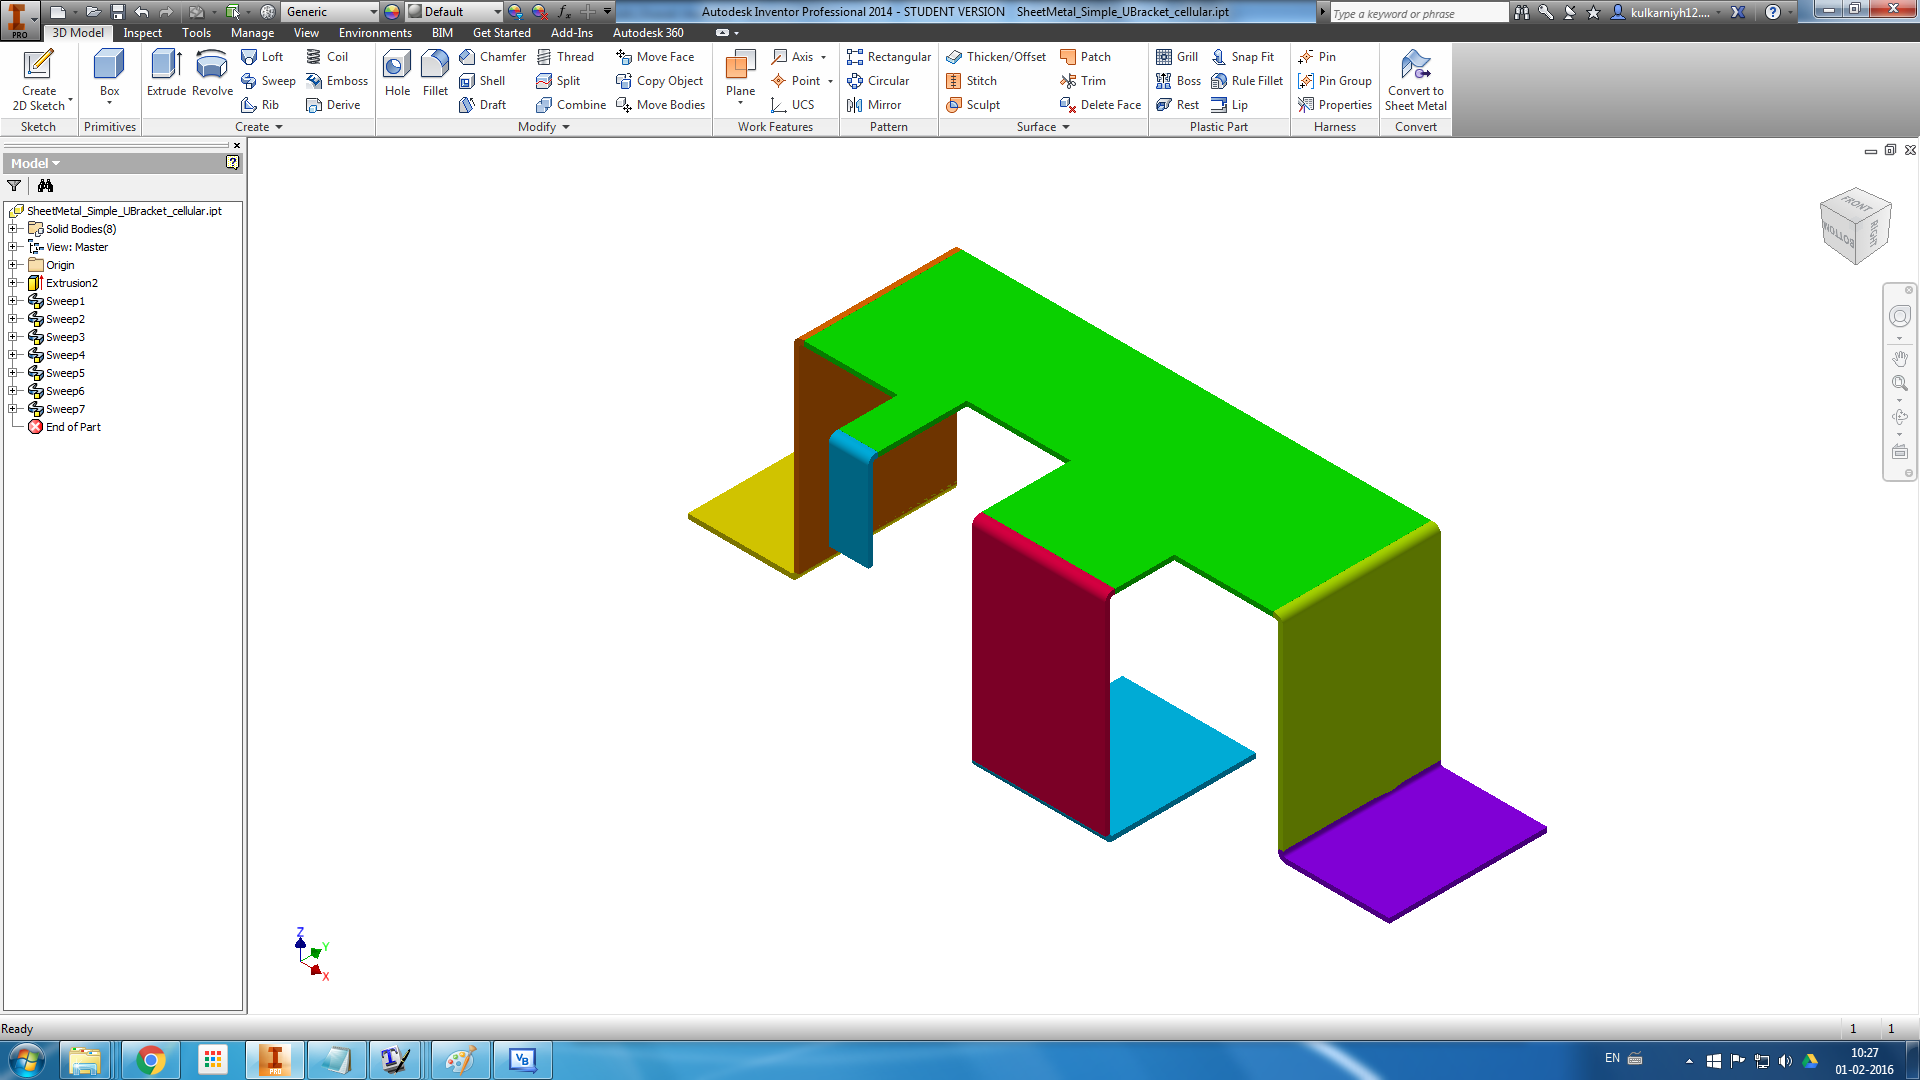 Generic
Default
Autodesk Inventor Professional 2014 - STUDENT VERSION SheetMetal_Simple_UBracket_cellular.ipt
Type a keyword or phrase
kulkarniyh12....
PRO
3D Model Inspect Tools Manage View Environments BIM Get Started Add-Ins Autodesk 360
Create
2D Sketch
Box
Extrude
Revolve
Loft
Sweep
Rib
Coil
Emboss
Derive
Hole
Fillet
Chamfer
Shell
Draft
Thread
Split
Combine
Move Face
Copy Object
Move Bodies
Plane
Axis
Point
UCS
Rectangular
Circular
Mirror
Thicken/Offset
Stitch
Sculpt
Patch
Trim
Delete Face
Grill
Boss
Rest
Snap Fit
Rule Fillet
Lip
Pin
Pin Group
Properties
Convert to
Sheet Metal
Sketch Primitives Create Modify Work Features Pattern Surface Plastic Part Harness Convert
Model
SheetMetal_Simple_UBracket_cellular.ipt
Solid Bodies(8)
View: Master
Origin
Extrusion2
Sweep1
Sweep2
Sweep3
Sweep4
Sweep5
Sweep6
Sweep7
End of Part
FRONT
BOTTOM
RIGHT
Z
Y
X
Ready
1 1
PRO
VB
EN
10:27
01-02-2016